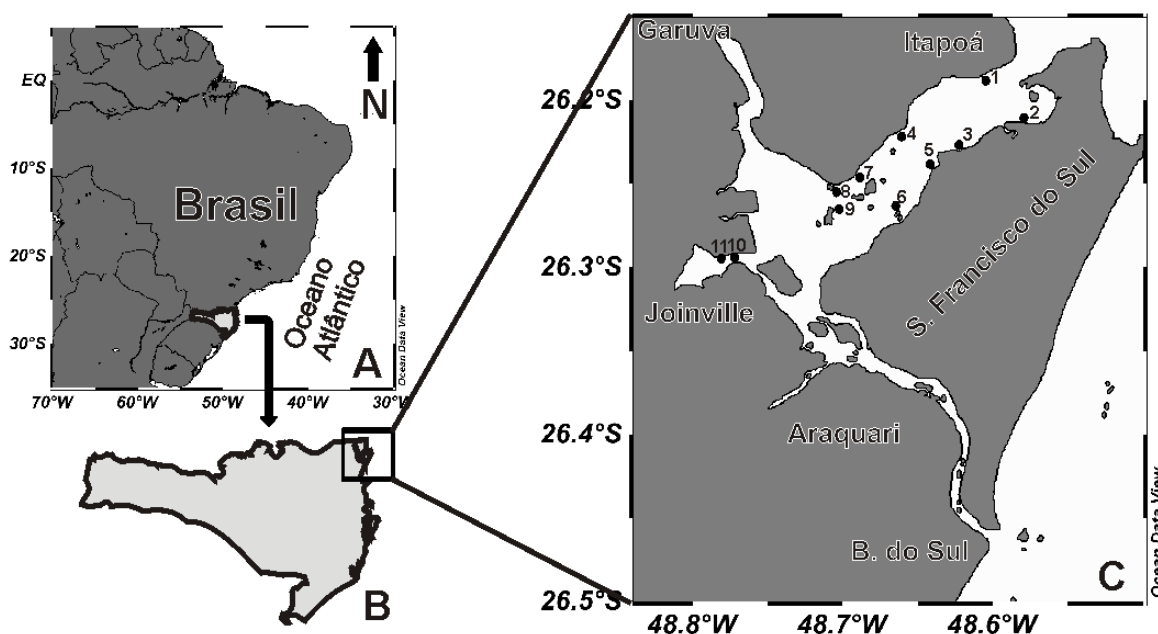 EQ
10°S
20°S
30°S
70°W
60°W
50°W
40°W
30°W
N
Brasil
Oceano
Atlântico
A
Ocean Data View
B
26.2°S
26.3°S
26.4°S
26.5°S
48.8°W
48.7°W
48.6°W
Garuva
Itapoá
1
2
3
4
5
6
7
8
9
1110
Joinville
S. Francisco do Sul
Araquari
B. do Sul
C
Ocean Data View